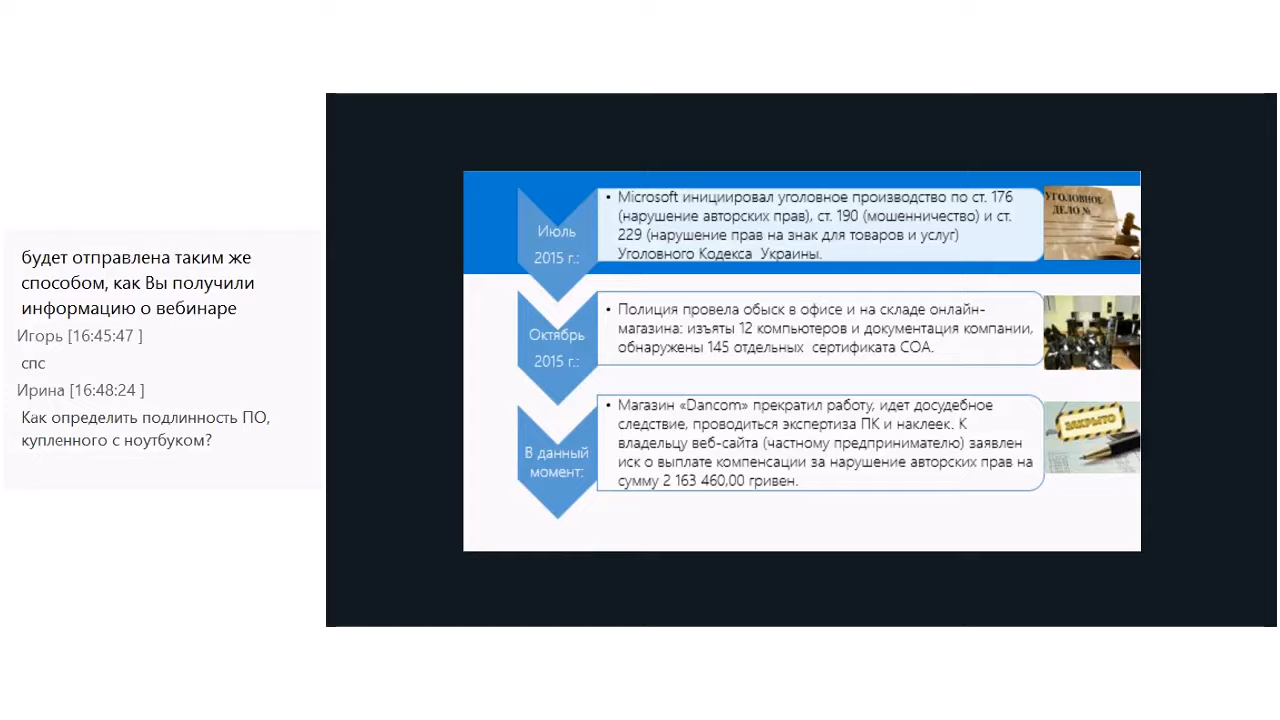 будет отправлена таким же
способом, как Вы получили
информацию о вебинаре
Игорь [16:45:47 ]
спс
Ирина [16:48:24 ]
Как определить подлинность ПО,
купленного с ноутбуком?
Июль
2015 г.:
• Microsoft инициировал уголовное производство по ст. 176
(нарушение авторских прав), ст. 190 (мошенничество) и ст.
229 (нарушение прав на знак для товаров и услуг)
Уголовного Кодекса Украины.
УГОЛОВНОЕ
ДЕЛО №
Октябрь
2015 г.:
• Полиция провела обыск в офисе и на складе онлайн-
магазина: изъяты 12 компьютеров и документация компании,
обнаружены 145 отдельных сертификата СОА.
В данный
момент:
• Магазин «Dancom» прекратил работу, идет досудебное
следствие, проводиться экспертиза ПК и наклеек. К
владельцу веб-сайта (частному предпринимателю) заявлен
иск о выплате компенсации за нарушение авторских прав на
сумму 2 163 460,00 гривен.
ЗАКРЫТО